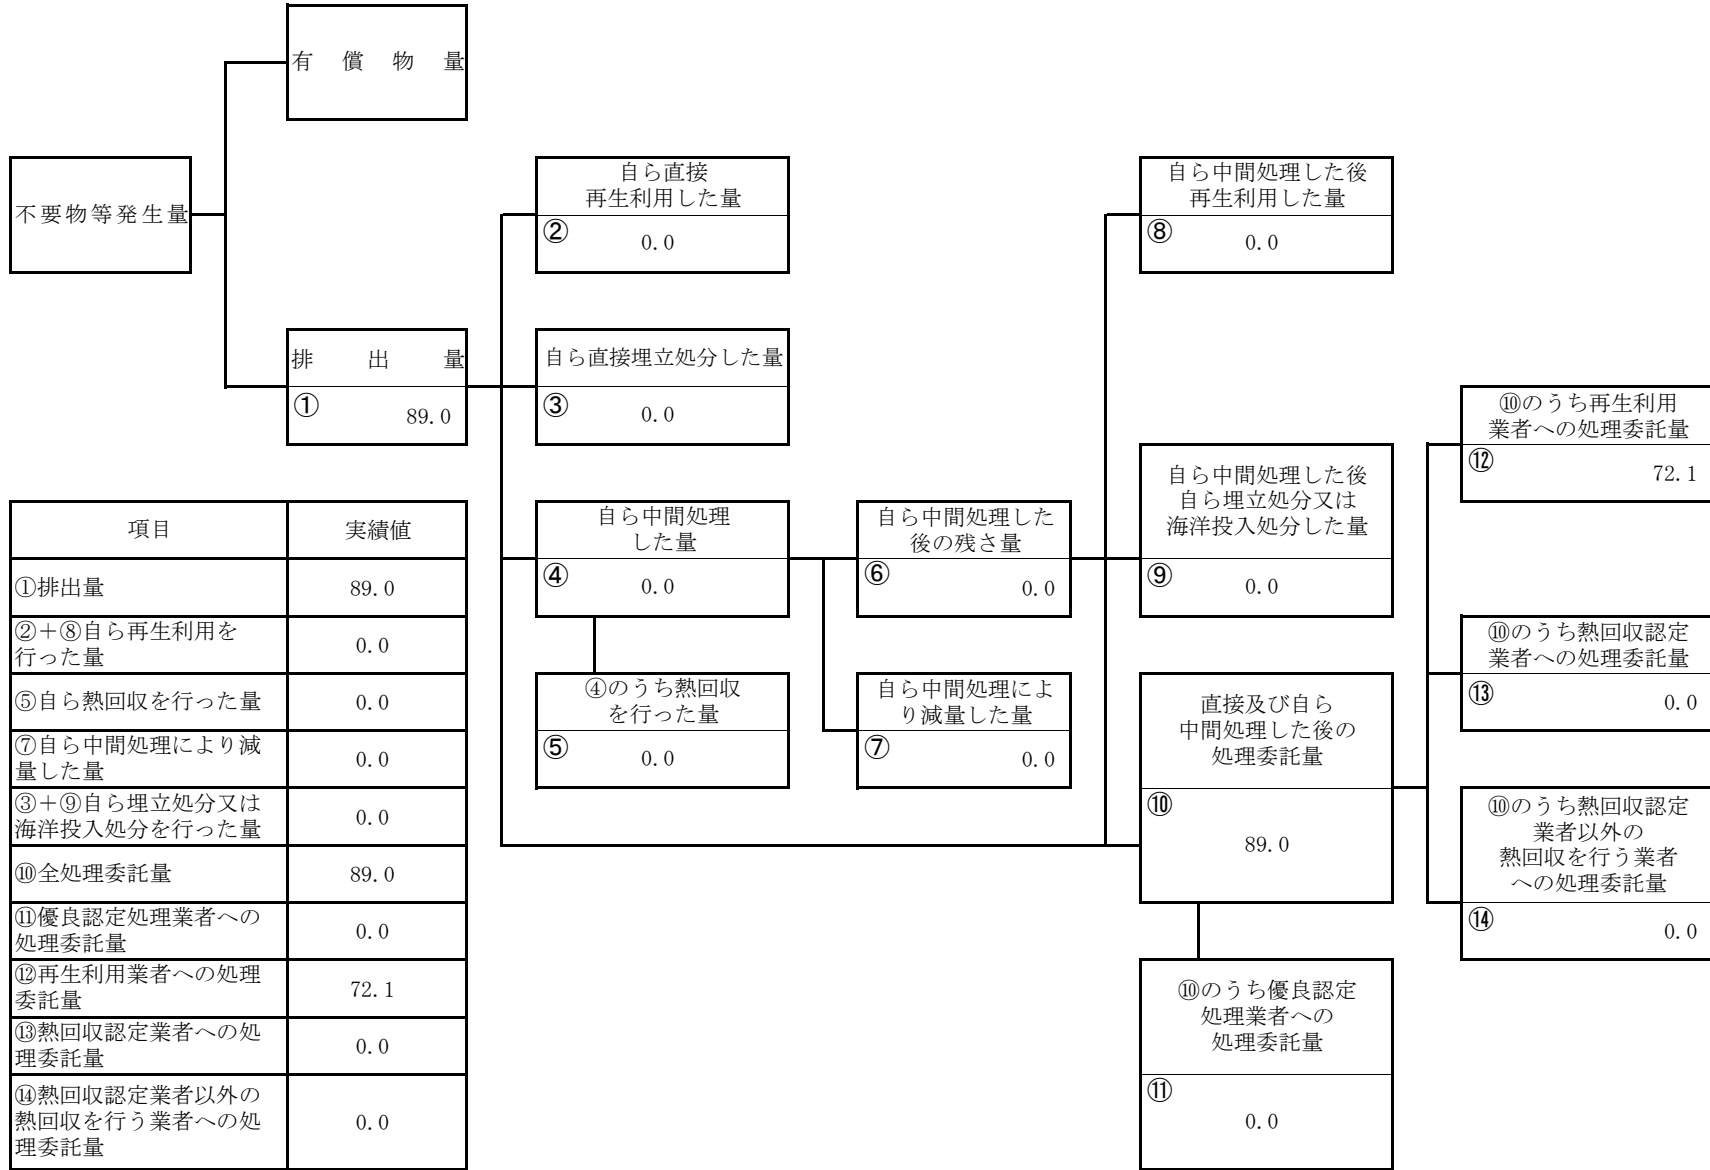 有償物量
不要物等発生量
排出量
① 89.0
自ら直接
再生利用した量
② 0.0
自ら直接埋立処分した量
③ 0.0
自ら中間処理
した量
④ 0.0
④のうち熱回収
を行った量
⑤ 0.0
自ら中間処理した
後の残さ量
⑥ 0.0
自ら中間処理によ
り減量した量
⑦ 0.0
自ら中間処理した後
再生利用した量
⑧ 0.0
自ら中間処理した後
自ら埋立処分又は
海洋投入処分した量
⑨ 0.0
直接及び自ら
中間処理した後の
処理委託量
⑩
89.0
⑩のうち優良認定
処理業者への
処理委託量
⑪
0.0
⑩のうち再生利用
業者への処理委託量
⑫ 72.1
⑩のうち熱回収認定
業者への処理委託量
⑬ 0.0
⑩のうち熱回収認定
業者以外の
熱回収を行う業者
への処理委託量
⑭ 0.0
項目 実績値
①排出量 89.0
②＋⑧自ら再生利用を
行った量 0.0
⑤自ら熱回収を行った量 0.0
⑦自ら中間処理により減
量した量 0.0
③＋⑨自ら埋立処分又は
海洋投入処分を行った量 0.0
⑩全処理委託量 89.0
⑪優良認定処理業者への
処理委託量 0.0
⑫再生利用業者への処理
委託量 72.1
⑬熱回収認定業者への処
理委託量 0.0
⑭熱回収認定業者以外の
熱回収を行う業者への処
理委託量 0.0